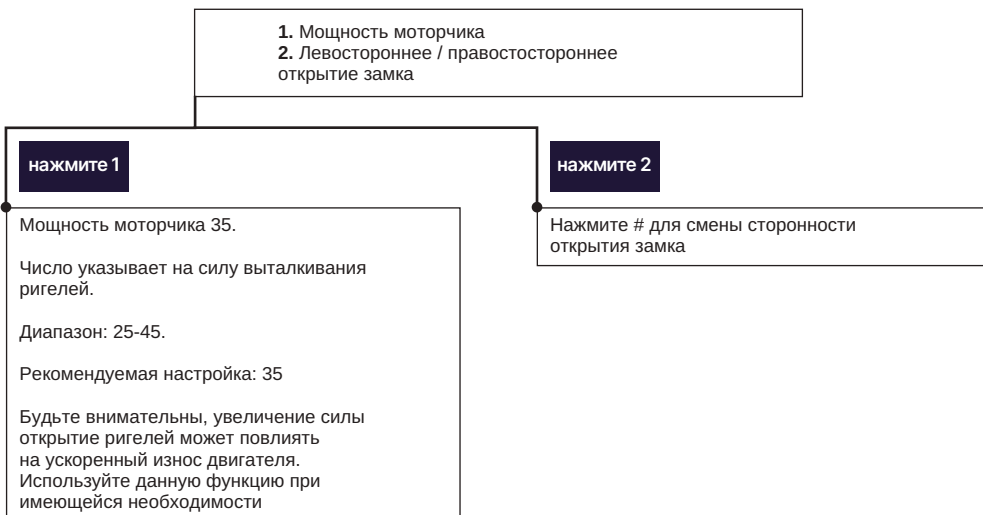 1. Мощность моторчика
2. Левостороннее / правостостороннее
открытие замка
нажмите 1
нажмите 2
Мощность моторчика 35.
Число указывает на силу выталкивания
ригелей.
Диапазон: 25-45.
Рекомендуемая настройка: 35
Будьте внимательны, увеличение силы
открытие ригелей может повлиять
на ускоренный износ двигателя.
Используйте данную функцию при
имеющейся необходимости
Нажмите # для смены сторонности
открытия замка